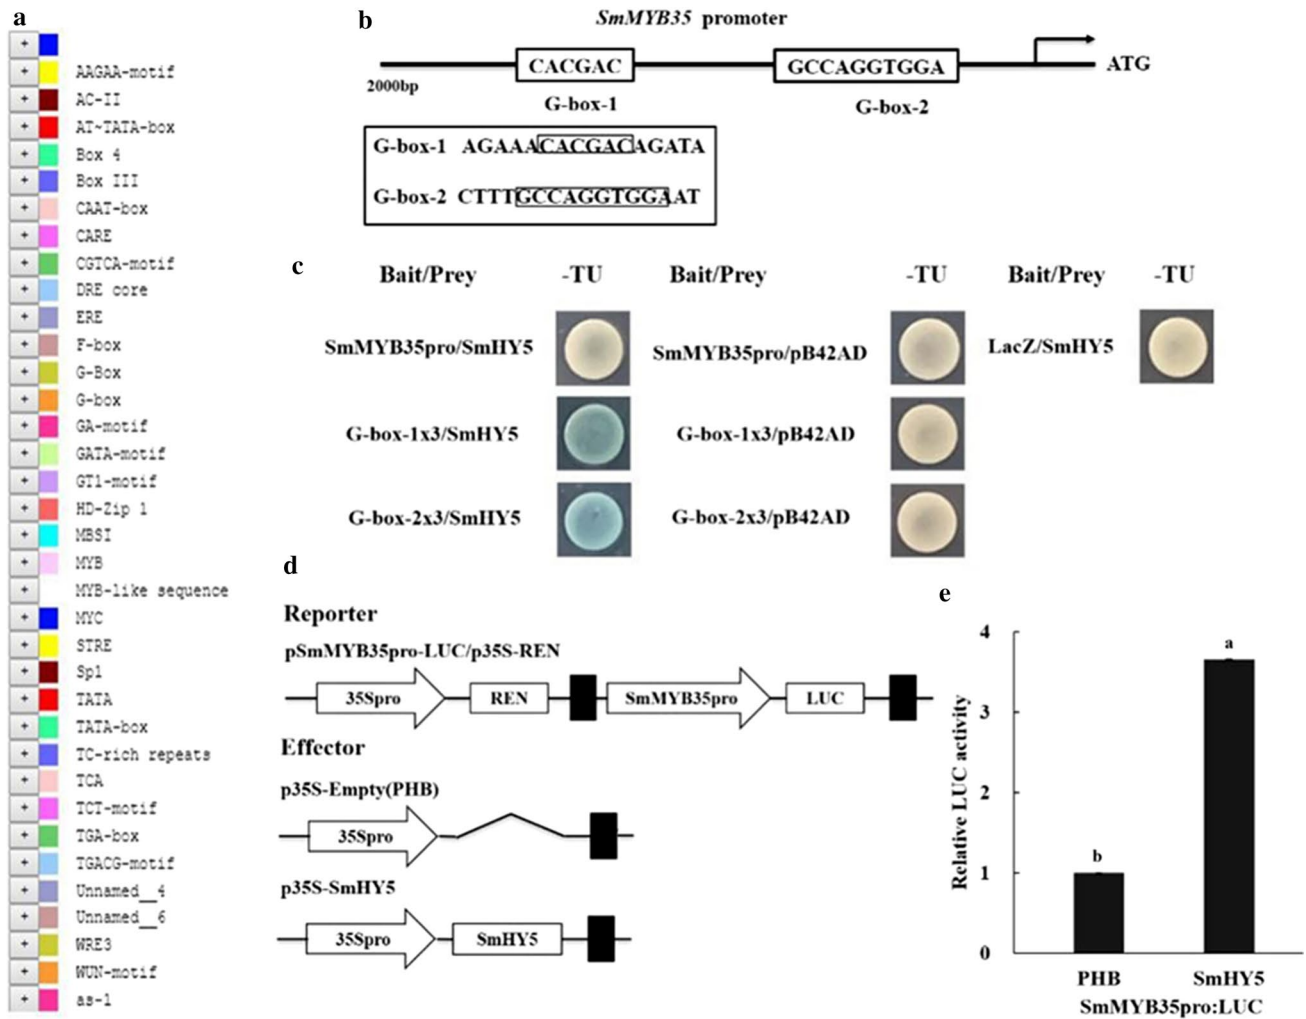 a
+
+ AAGAA-motif
+ AC-II
+ AT~TATA-box
+ Box 4
+ Box III
+ CAAT-box
+ CARE
+ CGTCA-motif
+ DRE core
+ ERE
+ F-box
+ G-Box
+ G-box
+ GA-motif
+ GATA-motif
+ GT1-motif
+ HD-Zip 1
+ MBSI
+ MYB
+ MYB-like sequence
+ MYC
+ STRE
+ Sp1
+ TATA
+ TATA-box
+ TC-rich repeats
+ TCA
+ TCT-motif
+ TGA-box
+ TGACG-motif
+ Unnamed__4
+ Unnamed__6
+ WRE3
+ WUN-motif
+ as-1
b
SmMYB35 promoter
CACGAC GCCAGGTGGA ATG
2000bp
G-box-1 G-box-2
G-box-1 AGAAACACGACAGATA
G-box-2 CTTTGCCAGGTGGAAT
c
Bait/Prey -TU Bait/Prey -TU Bait/Prey -TU
SmMYB35pro/SmHY5 SmMYB35pro/pB42AD LacZ/SmHY5
G-box-1x3/SmHY5 G-box-1x3/pB42AD
G-box-2x3/SmHY5 G-box-2x3/pB42AD
d
Reporter
pSmMYB35pro-LUC/p35S-REN
35Spro REN SmMYB35pro LUC
Effector
p35S-Empty(PHB)
35Spro
p35S-SmHY5
35Spro SmHY5
e
Relative LUC activity
4
3
2
1
0
b
a
PHB SmHY5
SmMYB35pro:LUC